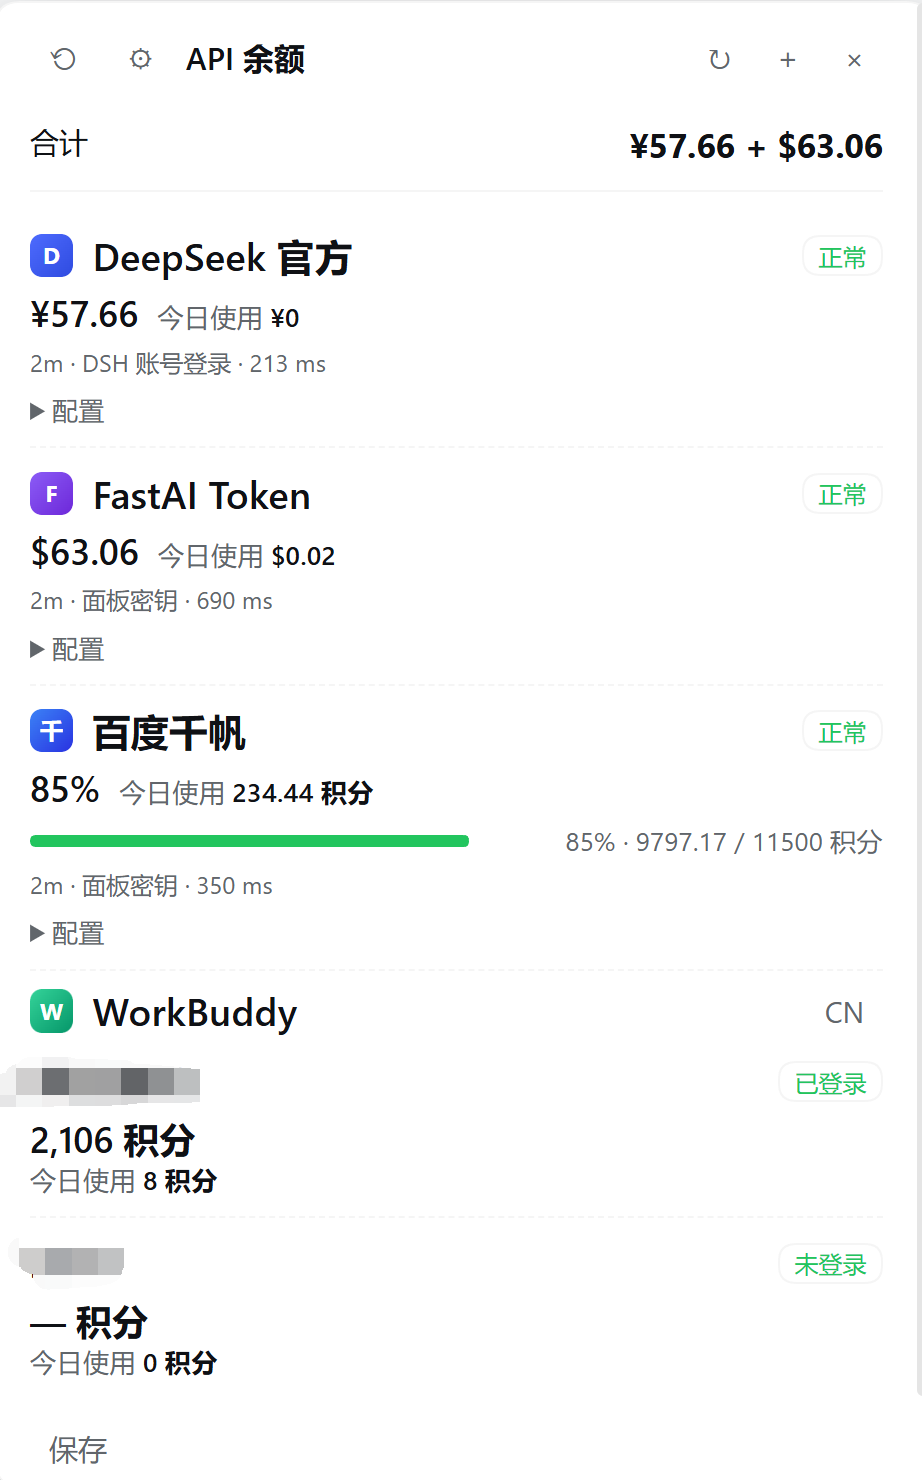 API 余额
合计
¥57.66 + $63.06
D DeepSeek 官方 正常
¥57.66 今日使用 ¥0
2m · DSH 账号登录 · 213 ms
▶ 配置
F FastAI Token 正常
$63.06 今日使用 $0.02
2m · 面板密钥 · 690 ms
▶ 配置
千 百度千帆 正常
85% 今日使用 234.44 积分
85% · 9797.17 / 11500 积分
2m · 面板密钥 · 350 ms
▶ 配置
W WorkBuddy CN
已登录
2,106 积分
今日使用 8 积分
未登录
— 积分
今日使用 0 积分
保存